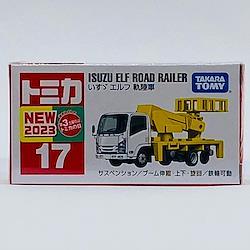 トミカ
ISUZU ELF ROAD RAILER
いすゞ エルフ 軌陸車
TAKARA TOMY
NEW
2023
17
サスペンション/ブーム伸縮・上下・旋回/鉄輪可動